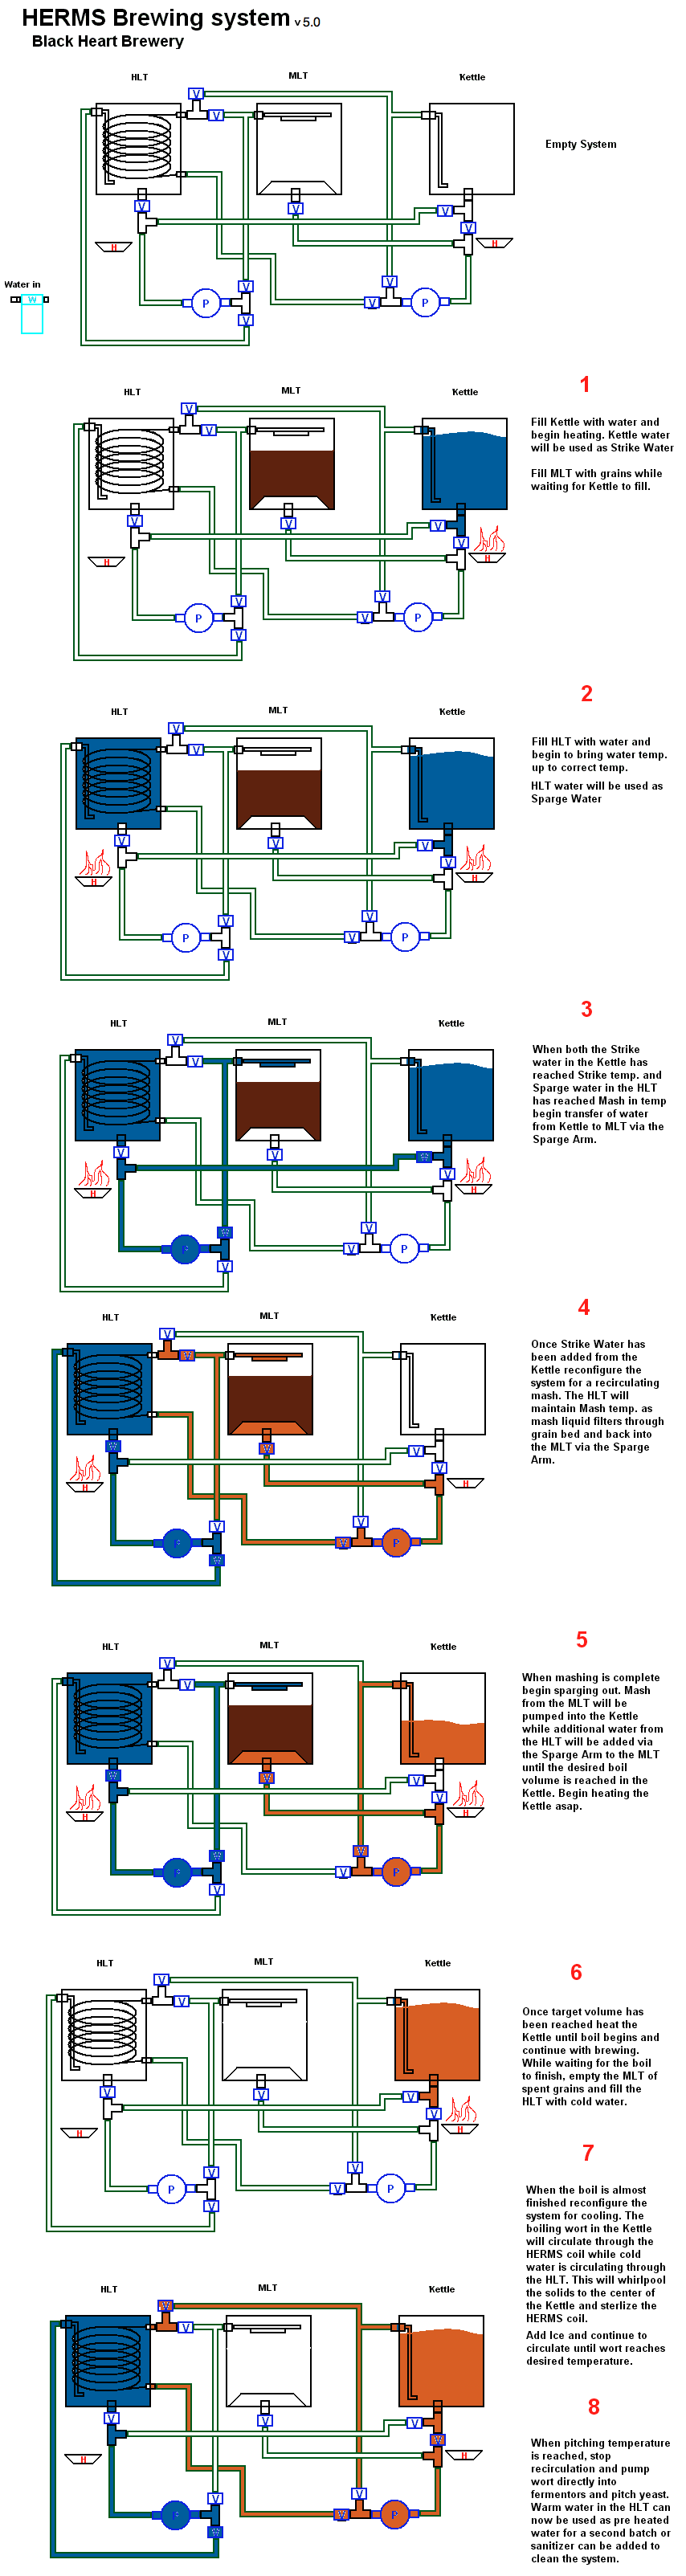 HERMS Brewing system v 5.0
Black Heart Brewery
HLT
MLT
Kettle
V
V
Empty System
V
V
V
V
H
H
Water in
W
V
V
P
V
V
P
1
HLT
MLT
Kettle
V
V
Fill Kettle with water and
begin heating. Kettle water
will be used as Strike Water
Fill MLT with grains while
waiting for Kettle to fill.
V
V
V
V
H
H
V
V
P
V
V
P
2
HLT
MLT
Kettle
V
V
Fill HLT with water and
begin to bring water temp.
up to correct temp.
HLT water will be used as
Sparge Water
V
V
V
V
H
H
V
V
P
V
V
P
3
HLT
MLT
Kettle
V
V
When both the Strike
water in the Kettle has
reached Strike temp. and
Sparge water in the HLT
has reached Mash in temp
begin transfer of water
from Kettle to MLT via the
Sparge Arm.
V
V
V
H
H
V
P
V
V
P
4
HLT
MLT
Kettle
V
Once Strike Water has
been added from the
Kettle reconfigure the
system for a recirculating
mash. The HLT will
maintain Mash temp. as
mash liquid filters through
grain bed and back into
the MLT via the Sparge
Arm.
V
V
H
H
V
V
P
P
5
HLT
MLT
Kettle
V
V
When mashing is complete
begin sparging out. Mash
from the MLT will be
pumped into the Kettle
while additional water from
the HLT will be added via
the Sparge Arm to the MLT
until the desired boil
volume is reached in the
Kettle. Begin heating the
Kettle asap.
V
V
H
H
P
V
V
P
6
HLT
MLT
Kettle
V
V
Once target volume has
been reached heat the
Kettle until boil begins and
continue with brewing.
While waiting for the boil
to finish, empty the MLT of
spent grains and fill the
HLT with cold water.
V
V
V
V
H
H
V
V
P
V
V
P
7
When the boil is almost
finished reconfigure the
system for cooling. The
boiling wort in the Kettle
will circulate through the
HERMS coil while cold
water is circulating through
the HLT. This will whirlpool
the solids to the center of
the Kettle and sterlize the
HERMS coil.
Add Ice and continue to
circulate until wort reaches
desired temperature.
HLT
MLT
Kettle
V
V
V
V
H
H
V
V
P
P
8
When pitching temperature
is reached, stop
recirculation and pump
wort directly into
fermentors and pitch yeast.
Warm water in the HLT can
now be used as pre heated
water for a second batch or
sanitizer can be added to
clean the system.